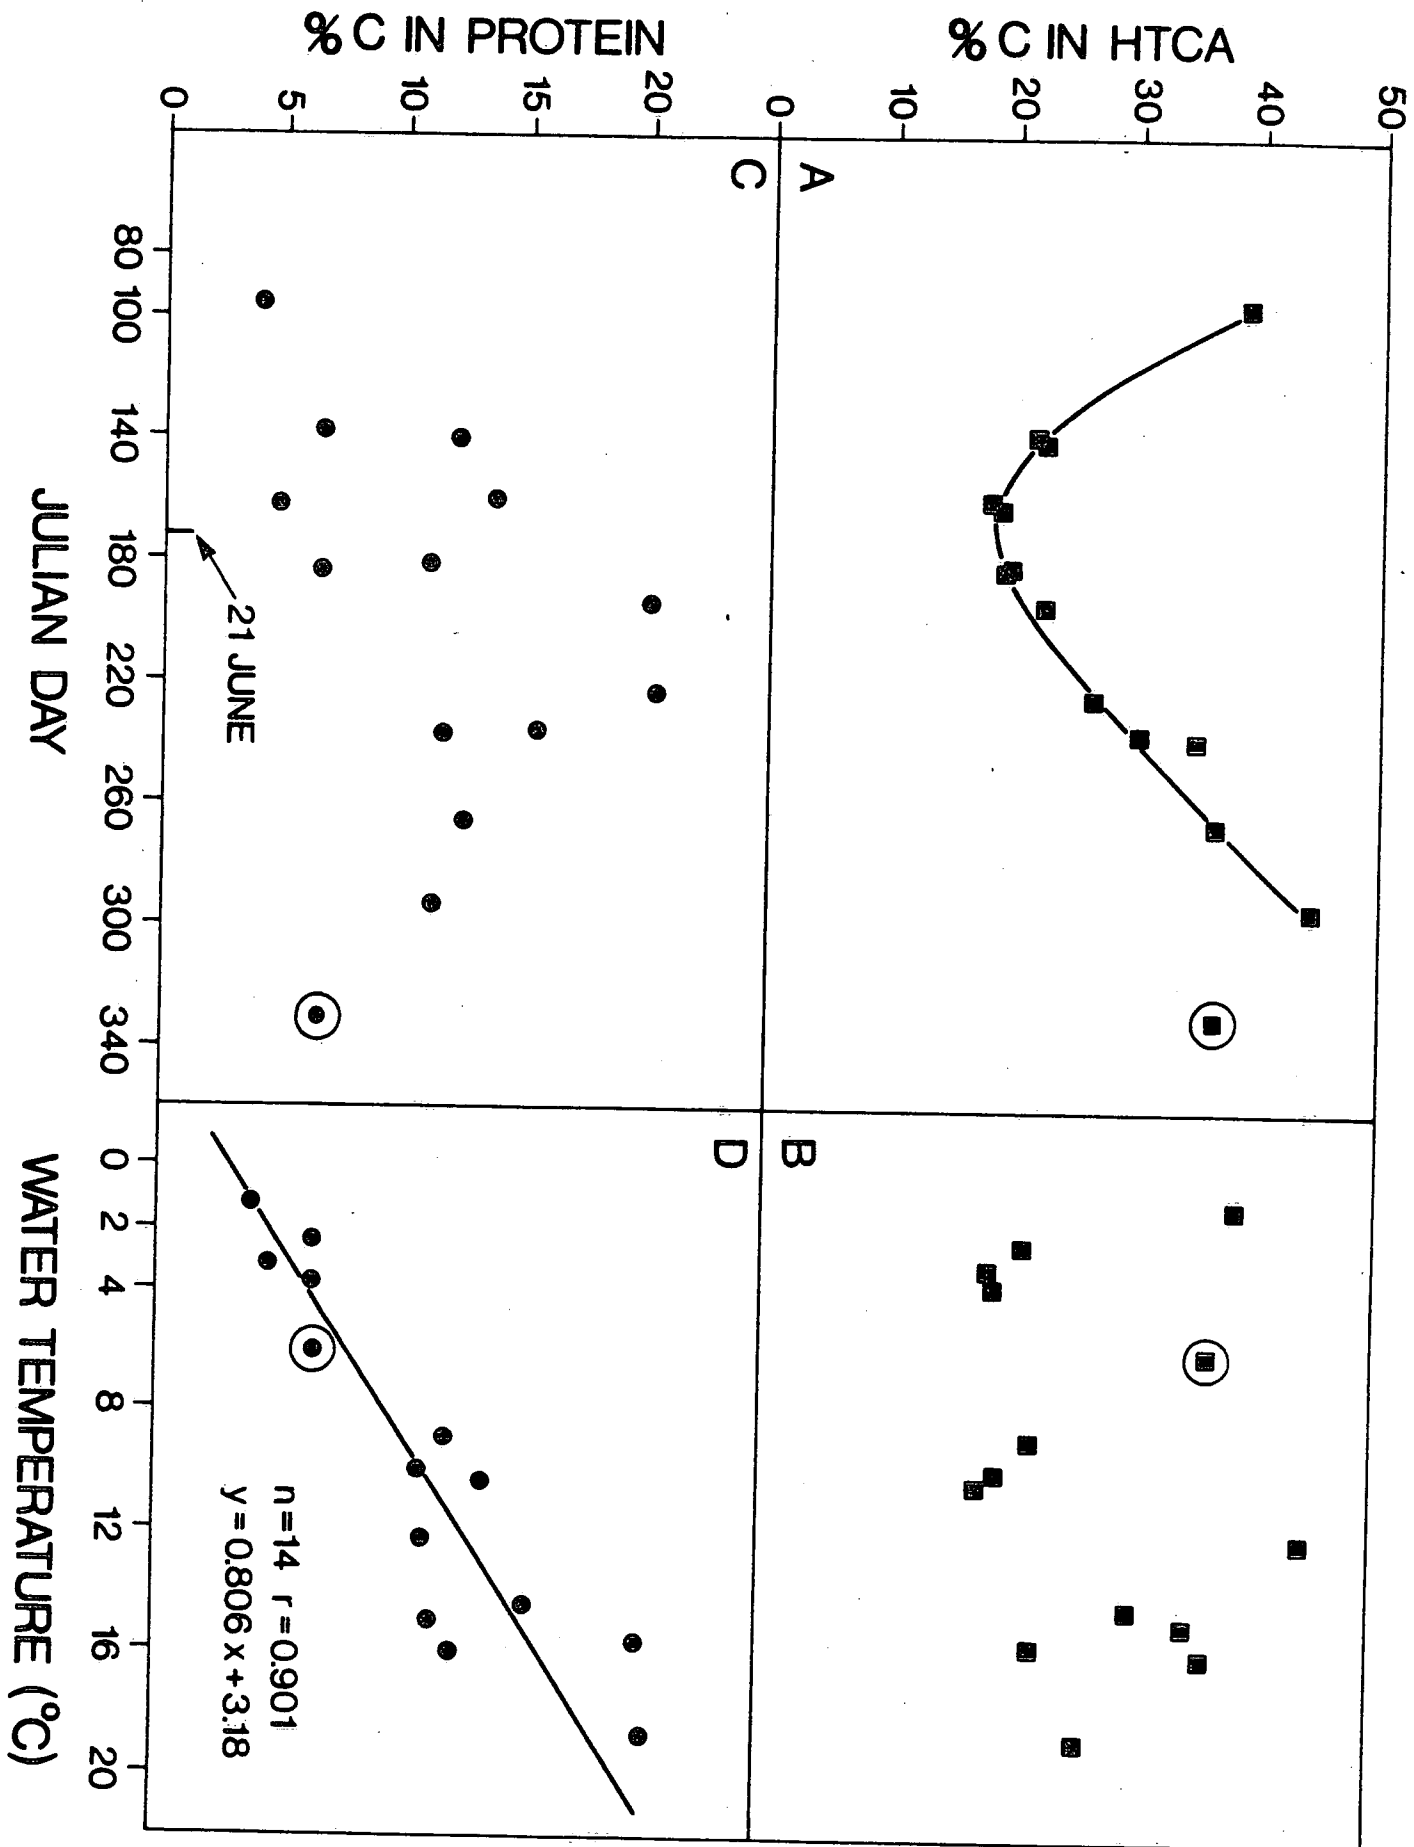 % C IN HTCA
50
40
30
20
10
0
A
B
% C IN PROTEIN
20
15
10
5
0
C
D
21 JUNE
n=14 r=0.901
y=0.806x+3.18
80 100 140 180 220 260 300 340
JULIAN DAY
0 2 4 8 12 16 20
WATER TEMPERATURE (°C)